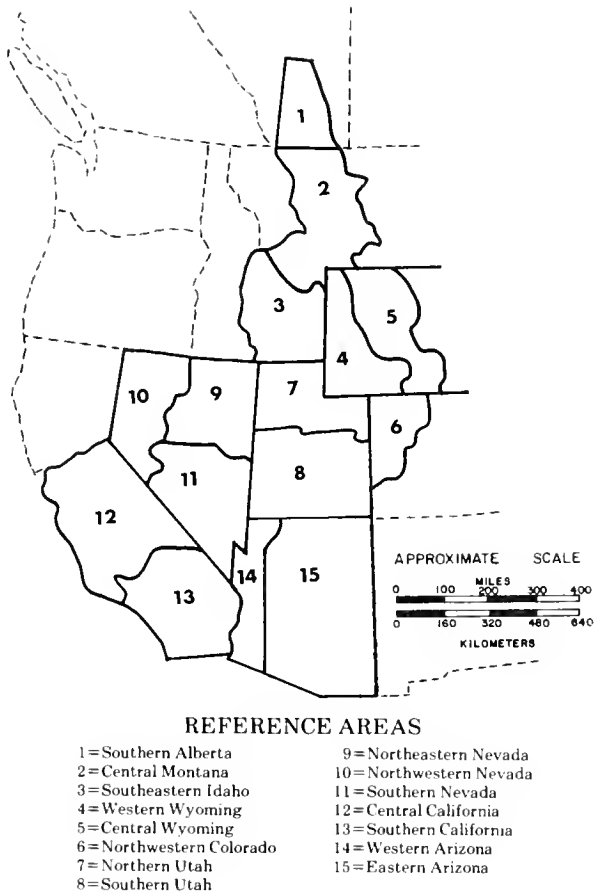 1
2
3
4
5
6
7
8
9
10
11
12
13
14
15
APPROXIMATE SCALE
MILES
0 100 200 300 400
0 160 320 480 640
KILOMETERS
REFERENCE AREAS
1=Southern Alberta
2=Central Montana
3=Southeastern Idaho
4=Western Wyoming
5=Central Wyoming
6=Northwestern Colorado
7=Northern Utah
8=Southern Utah
9=Northeastern Nevada
10=Northwestern Nevada
11=Southern Nevada
12=Central California
13=Southern California
14=Western Arizona
15=Eastern Arizona